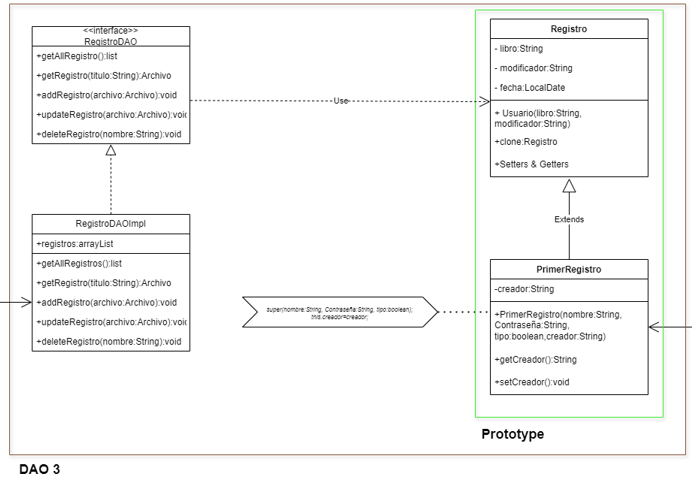 <<interface>>
RegistroDAO
+getAllRegistro():list
+getRegistro(titulo:String):Archivo
+addRegistro(archivo:Archivo):void
+updateRegistro(archivo:Archivo):void
+deleteRegistro(nombre:String):void
Use
Registro
- libro:String
- modificador:String
- fecha:LocalDate
+ Usuario(libro:String,
modificador:String)
+clone:Registro
+Setters & Getters
Extends
RegistroDAOImpl
+registros:arrayList
+getAllRegistros():list
+getRegistro(titulo:String):Archivo
+addRegistro(archivo:Archivo):void
+updateRegistro(archivo:Archivo):void
+deleteRegistro(nombre:String):void
super(nombre:String, Contraseña:String, tipo:boolean);
this.creador=creador;
PrimerRegistro
-creador:String
+PrimerRegistro(nombre:String,
Contraseña:String,
tipo:boolean,creador:String)
+getCreador():String
+setCreador():void
Prototype
DAO 3